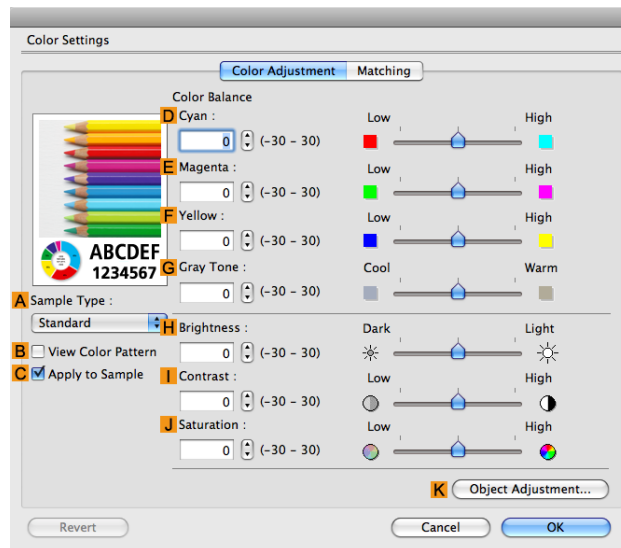 Color Settings
Color Adjustment Matching
Color Balance
D Cyan : Low High
0 (-30 – 30)
E Magenta : Low High
0 (-30 – 30)
F Yellow : Low High
0 (-30 – 30)
ABCDEF
1234567
G Gray Tone : Cool Warm
0 (-30 – 30)
A Sample Type :
Standard
H Brightness : Dark Light
0 (-30 – 30)
B View Color Pattern
C Apply to Sample
I Contrast : Low High
0 (-30 – 30)
J Saturation : Low High
0 (-30 – 30)
K Object Adjustment...
Revert Cancel OK